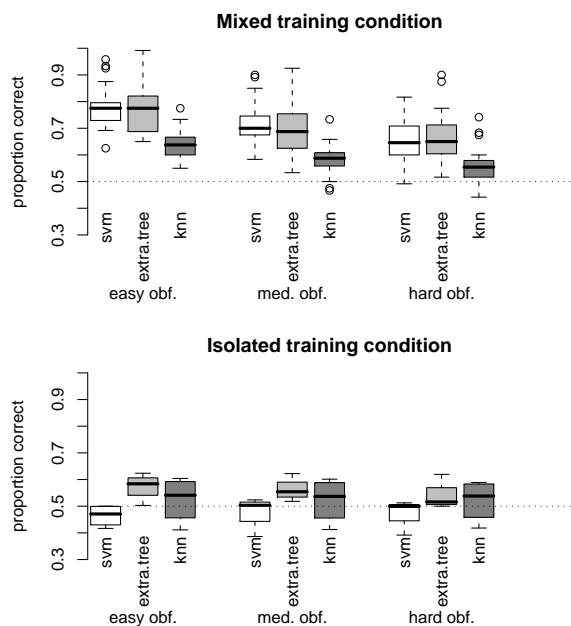 Mixed training condition
proportion correct
0.3 0.5 0.7 0.9
svm
extra.tree
knn
svm
extra.tree
knn
svm
extra.tree
knn
easy obf. med. obf. hard obf.
Isolated training condition
proportion correct
0.3 0.5 0.7 0.9
svm
extra.tree
knn
svm
extra.tree
knn
svm
extra.tree
knn
easy obf. med. obf. hard obf.